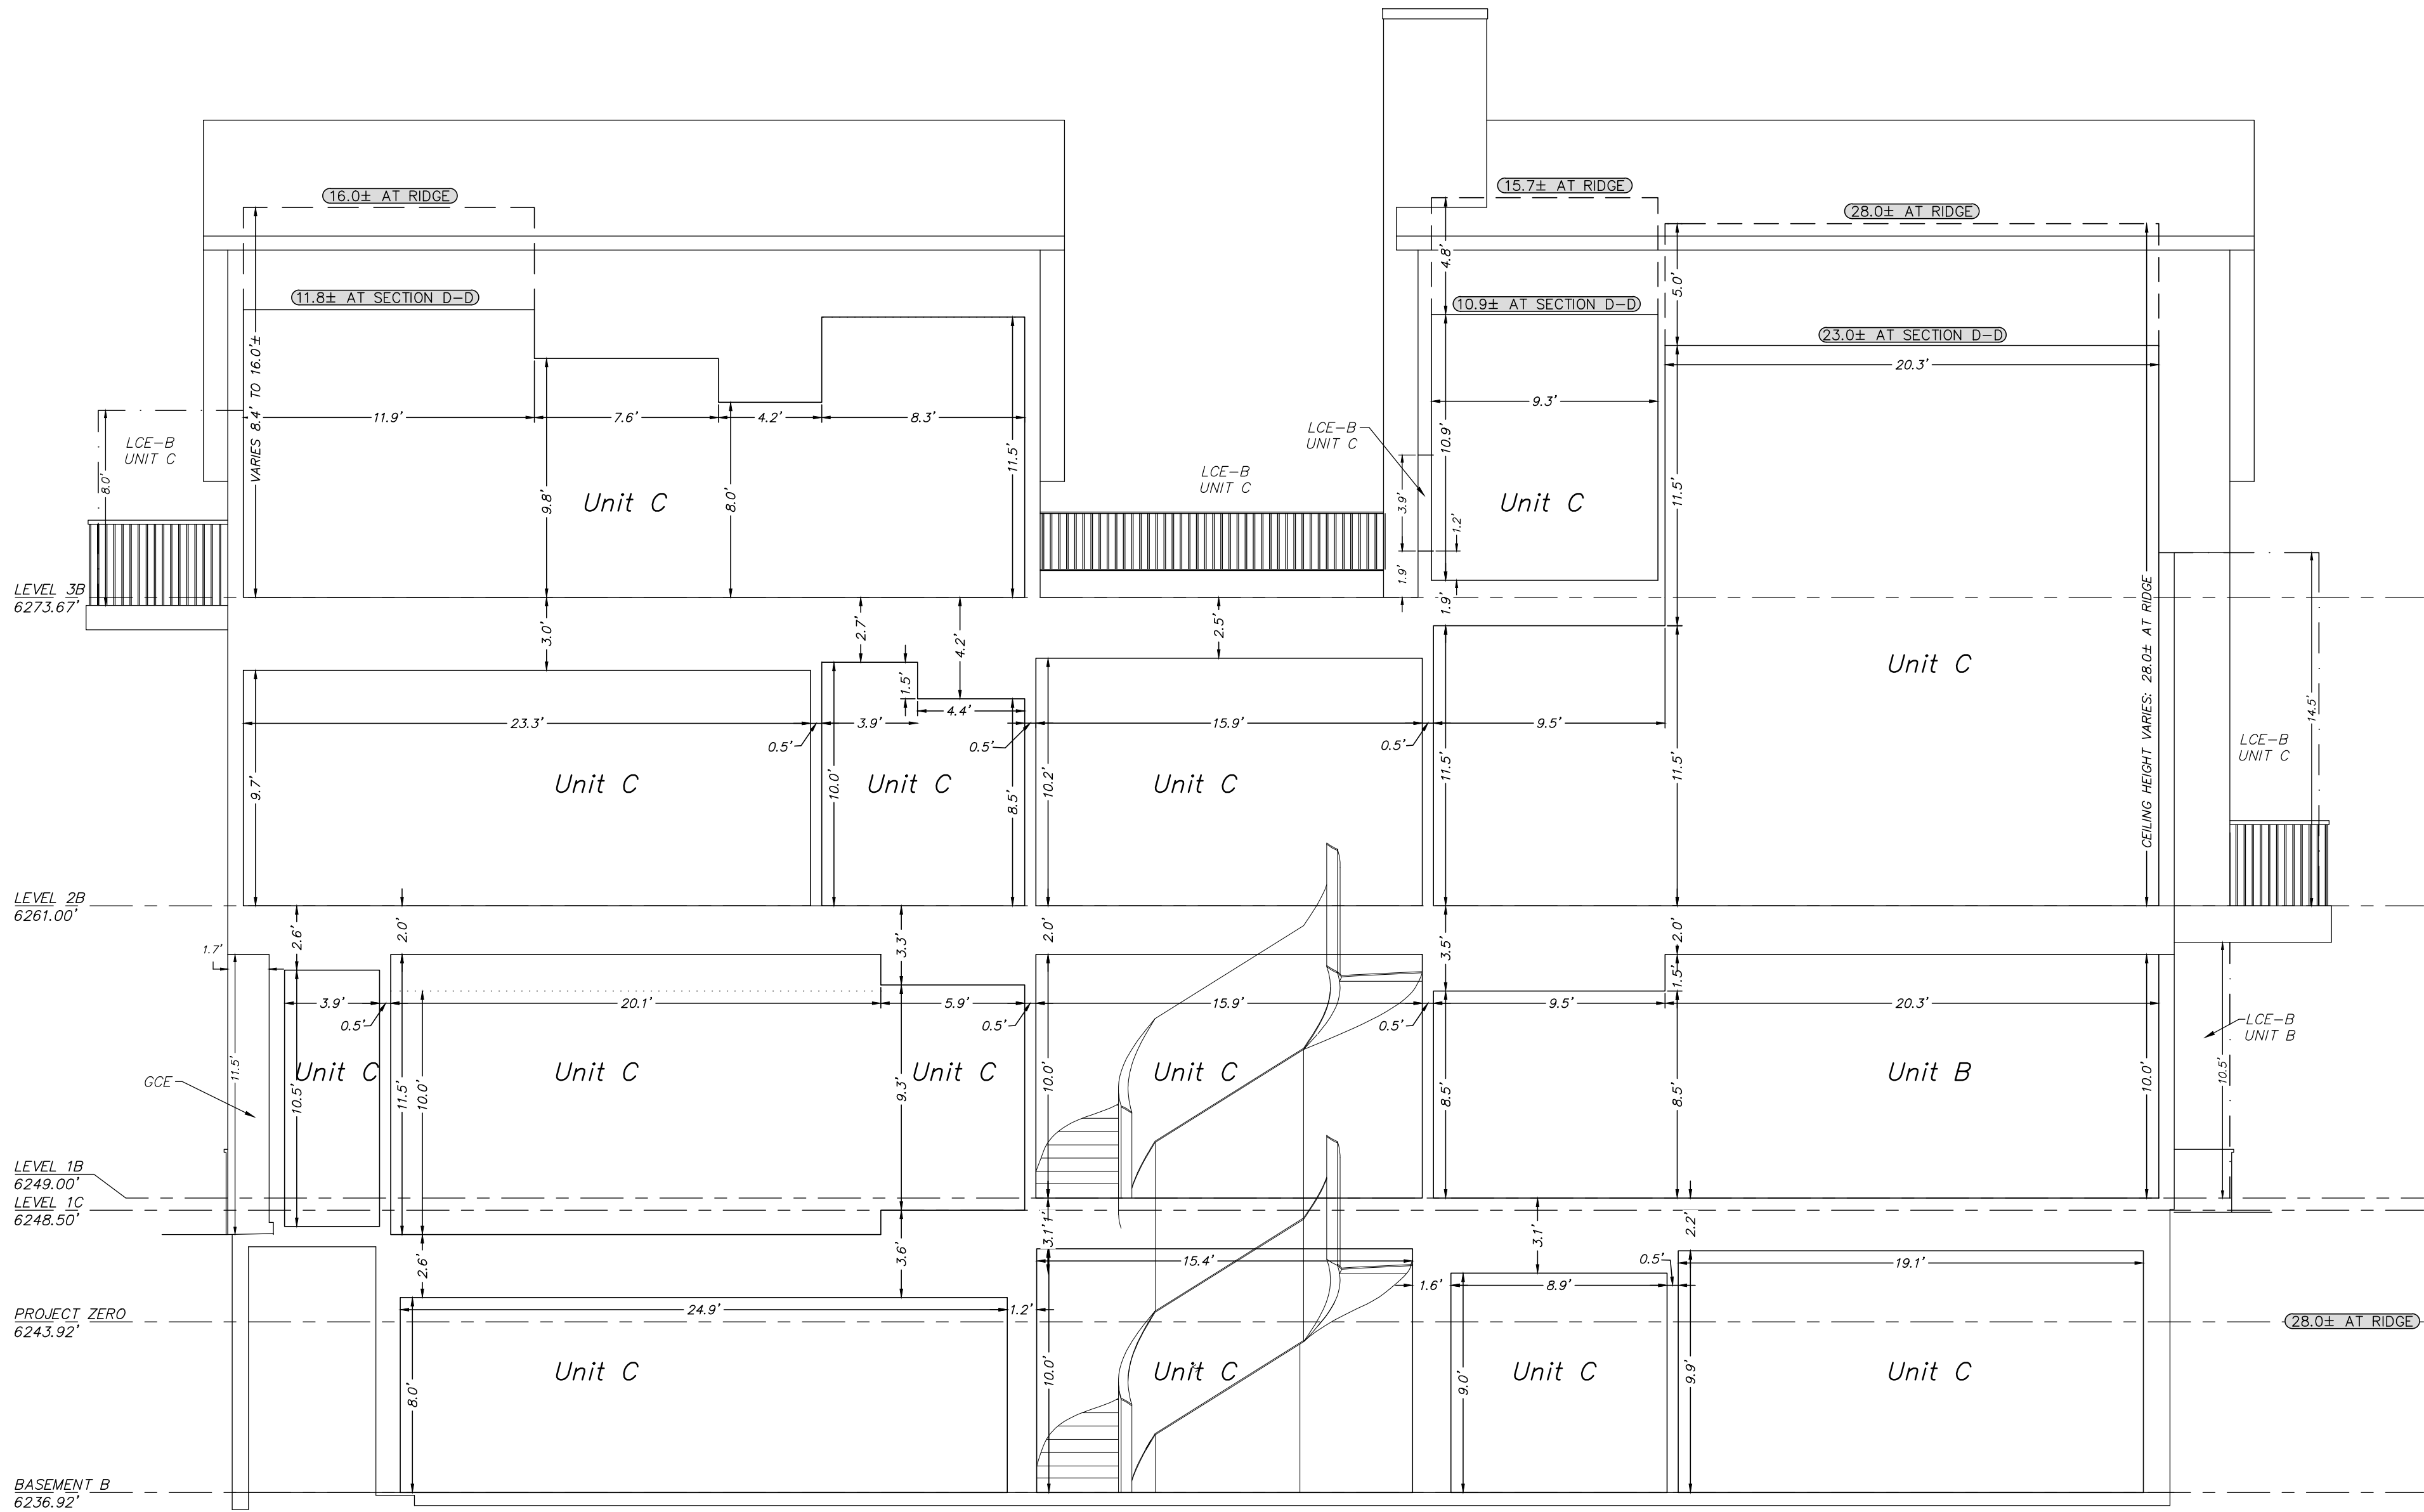 16.0± AT RIDGE
15.7± AT RIDGE
28.0± AT RIDGE
11.8± AT SECTION D-D
10.9± AT SECTION D-D
23.0± AT SECTION D-D
4.8'
5.0'
20.3'
VARIES 8.4' TO 16.0'±
11.9'
7.6'
4.2'
8.3'
9.3'
LCE-B
UNIT C
8.0'
9.8'
8.0'
11.5'
Unit C
LCE-B
UNIT C
LCE-B
UNIT C
3.9'
1.2'
1.9'
10.9'
Unit C
11.5'
LEVEL 3B
6273.67'
3.0'
2.7'
4.2'
2.5'
1.9'
1.5'
4.4'
23.3'
0.5'
3.9'
0.5'
15.9'
0.5'
9.5'
9.7'
Unit C
10.0'
Unit C
8.5'
10.2'
Unit C
11.5'
11.5'
Unit C
CEILING HEIGHT VARIES: 28.0± AT RIDGE
14.5'
LCE-B
UNIT C
LEVEL 2B
6261.00'
1.7'
2.6'
2.0'
3.3'
2.0'
3.5'
2.0'
1.5'
3.9'
0.5'
20.1'
5.9'
0.5'
15.9'
0.5'
9.5'
20.3'
LCE-B
UNIT B
GCE
11.5'
10.5'
Unit C
11.5'
10.0'
Unit C
9.3'
Unit C
10.0'
Unit C
8.5'
8.5'
Unit B
10.0'
10.5'
LEVEL 1B
6249.00'
LEVEL 1C
6248.50'
2.6'
3.6'
3.1'
1'
3.1'
2.2'
15.4'
1.6'
8.9'
0.5'
19.1'
24.9'
1.2'
PROJECT ZERO
6243.92'
28.0± AT RIDGE
8.0'
Unit C
10.0'
Unit C
9.0'
Unit C
9.9'
Unit C
BASEMENT B
6236.92'